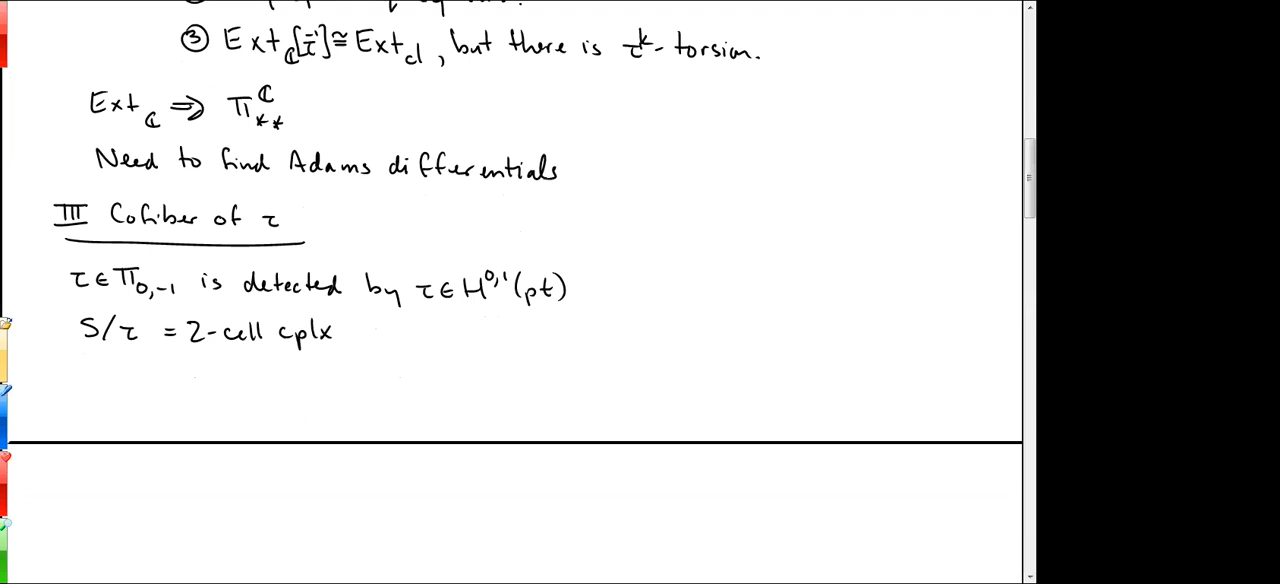 ③ Ext_ℂ[τ⁻¹] ≅ Ext_cl, but there is τᵏ-torsion.
Ext_ℂ ⇒ π^ℂ_**
Need to find Adams differentials
III Cofiber of τ
τ ∈ π_{0,-1} is detected by τ ∈ H^{0,1}(pt)
S/τ = 2-cell cplx